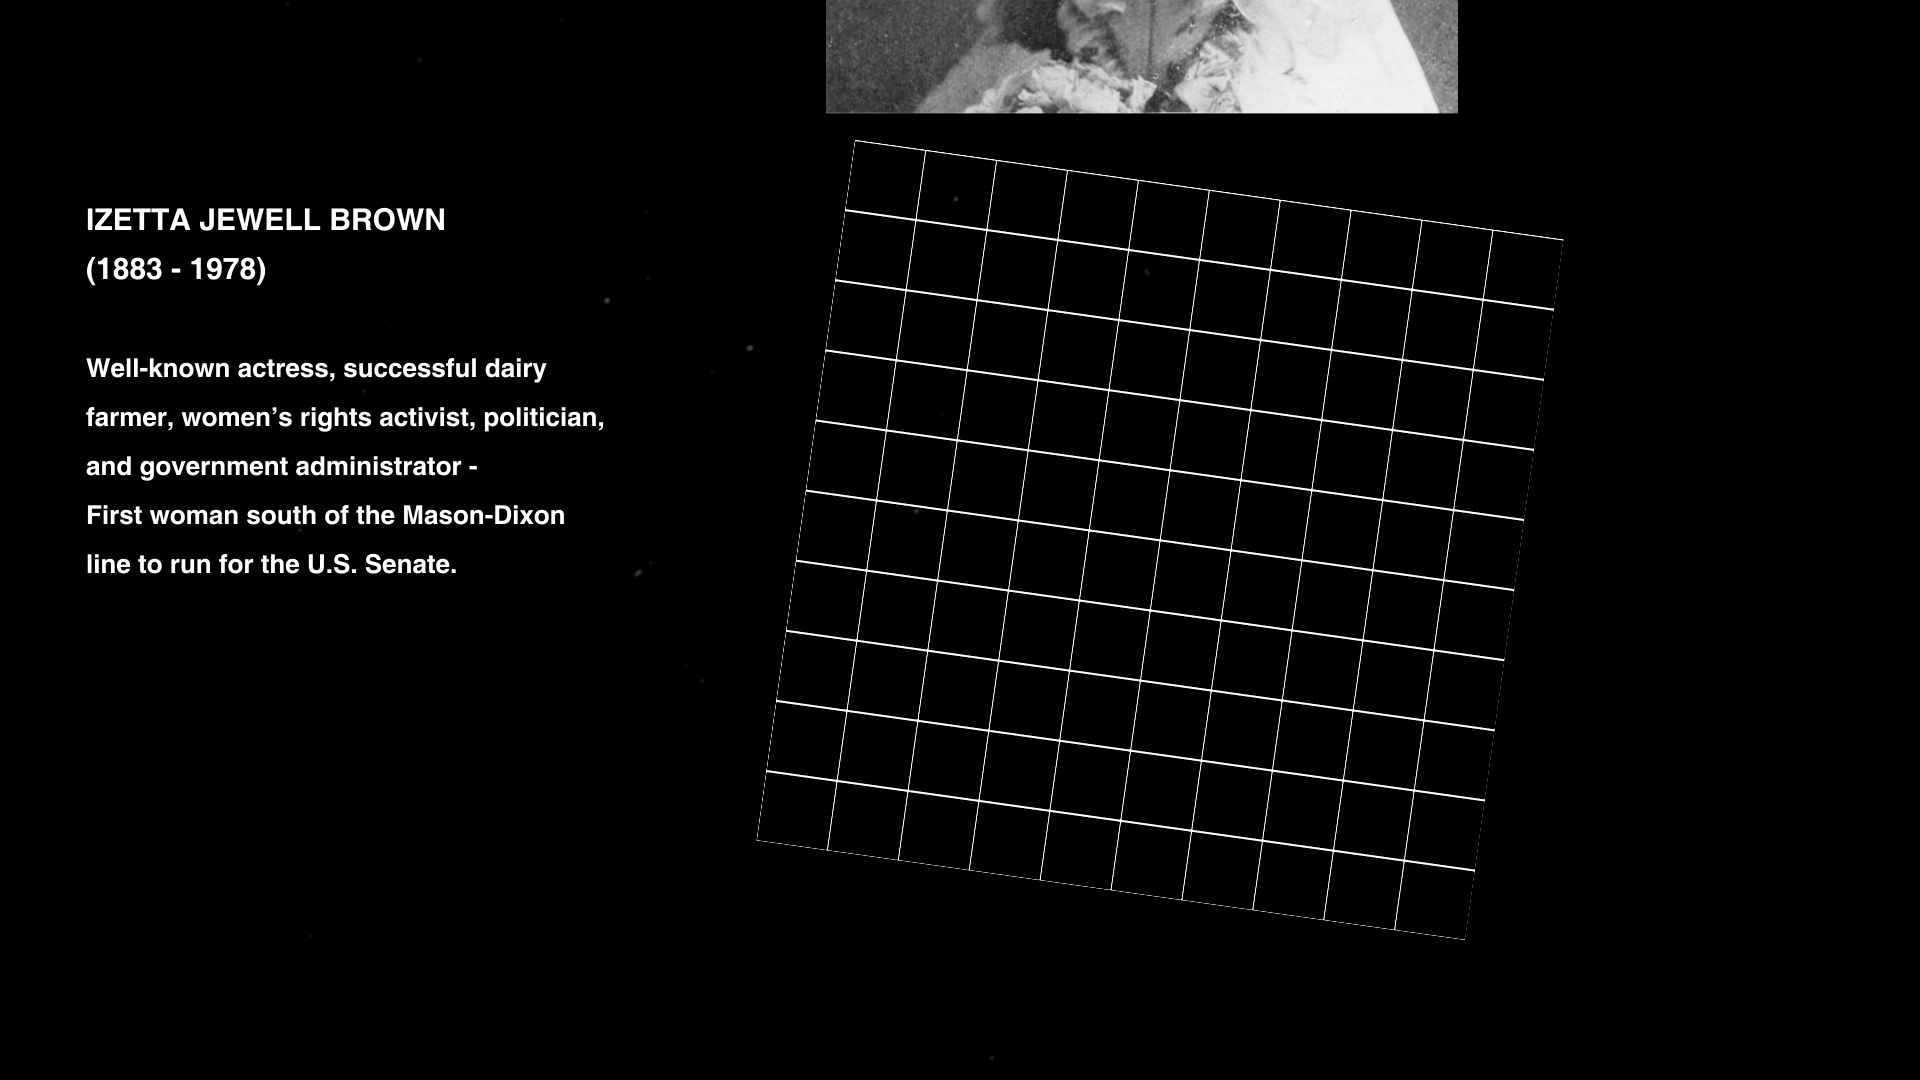 IZETTA JEWELL BROWN
(1883 - 1978)
Well-known actress, successful dairy
farmer, women’s rights activist, politician,
and government administrator -
First woman south of the Mason-Dixon
line to run for the U.S. Senate.